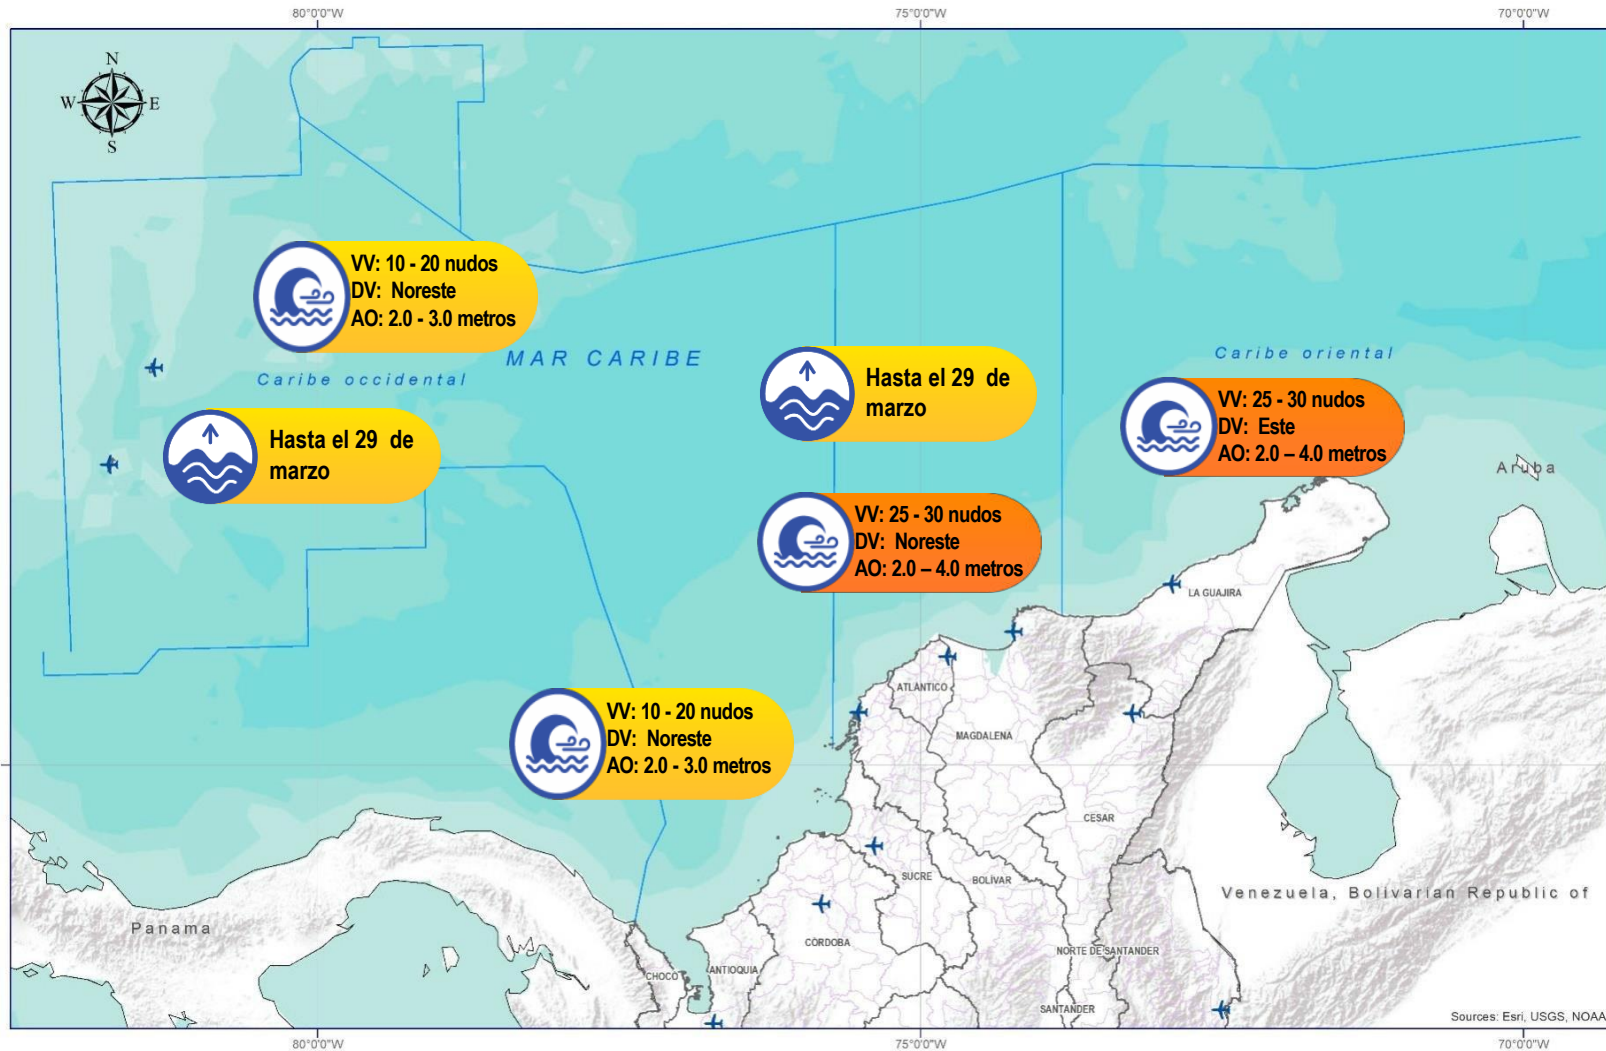 80°0'0"W
75°0'0"W
70°0'0"W
N
W
E
S
VV: 10 - 20 nudos
DV: Noreste
AO: 2.0 - 3.0 metros
MAR CARIBE
Caribe occidental
Caribe oriental
Hasta el 29 de
marzo
Hasta el 29 de
marzo
VV: 25 - 30 nudos
DV: Este
AO: 2.0 – 4.0 metros
Aruba
VV: 25 - 30 nudos
DV: Noreste
AO: 2.0 – 4.0 metros
LA GUAJIRA
ATLÁNTICO
MAGDALENA
VV: 10 - 20 nudos
DV: Noreste
AO: 2.0 - 3.0 metros
CESAR
SUCRE
BOLÍVAR
Venezuela, Bolivarian Republic of
Panama
CÓRDOBA
NORTE DE SANTANDER
CHOCÓ
ANTIOQUIA
SANTANDER
Sources: Esri, USGS, NOAA
80°0'0"W
75°0'0"W
70°0'0"W